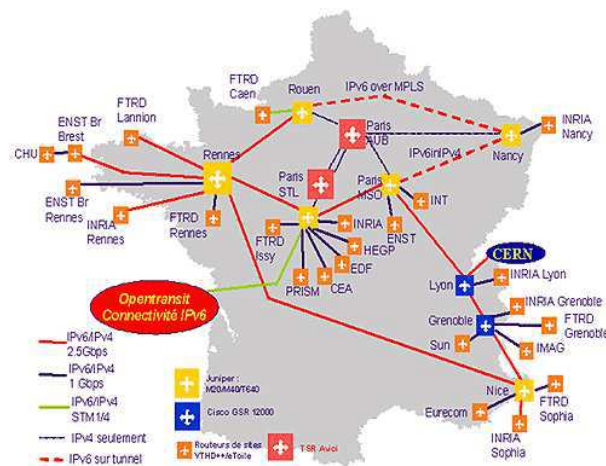 FTRD
Caen
Rouen
IPv6 over MPLS
FTRD
Lannion
ENST Br
Brest
CHU
Rennes
Paris
AUB
INRIA
Nancy
Nancy
IPv6inIPv4
Paris
STL
Paris
MSO
INT
ENST Br
Rennes
INRIA
Rennes
FTRD
Rennes
FTRD
Issy
INRIA
HEGP
EDF
CEA
PRISM
ENST
CERN
Lyon
INRIA Lyon
INRIA Grenoble
Grenoble
FTRD
Grenoble
Sun
IMAG
Opentransit
Connectivité IPv6
Nice
Eurecom
FTRD
Sophia
INRIA
Sophia
IPv6/IPv4
2.5Gbps
IPv6/IPv4
1 Gbps
IPv6/IPv4
STM1/4
IPv4 seulement
IPv6 sur tunnel
Juniper :
M20/M40/T640
Cisco GSR 12000
Routeurs de sites
VTHD++/eToile
TSR Avici